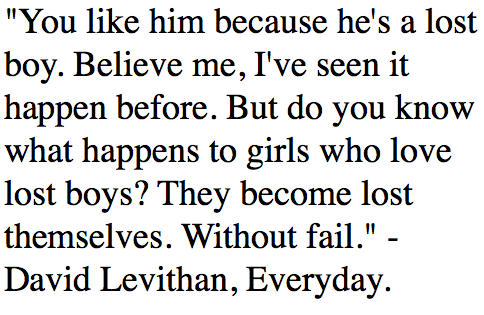 "You like him because he's a lost
boy. Believe me, I've seen it
happen before. But do you know
what happens to girls who love
lost boys? They become lost
themselves. Without fail." -
David Levithan, Everyday.